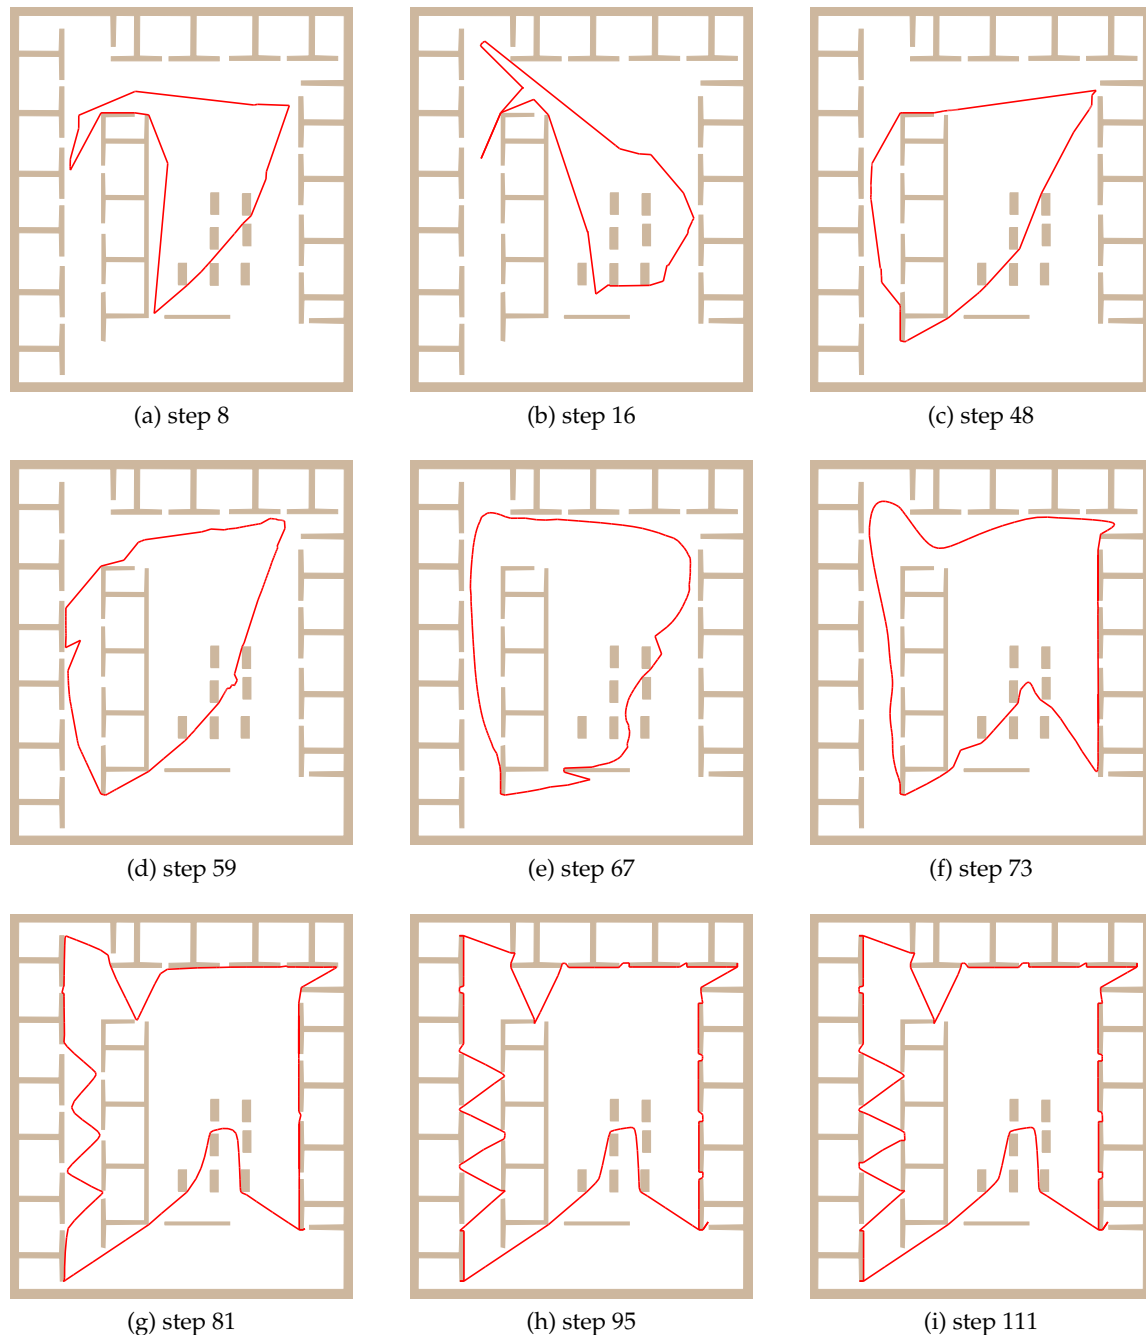 (a) step 8
(b) step 16
(c) step 48
(d) step 59
(e) step 67
(f) step 73
(g) step 81
(h) step 95
(i) step 111